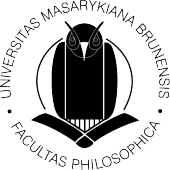 UNIVERSITAS MASARYKIANA BRUNENSIS
• FACULTAS PHILOSOPHICA •